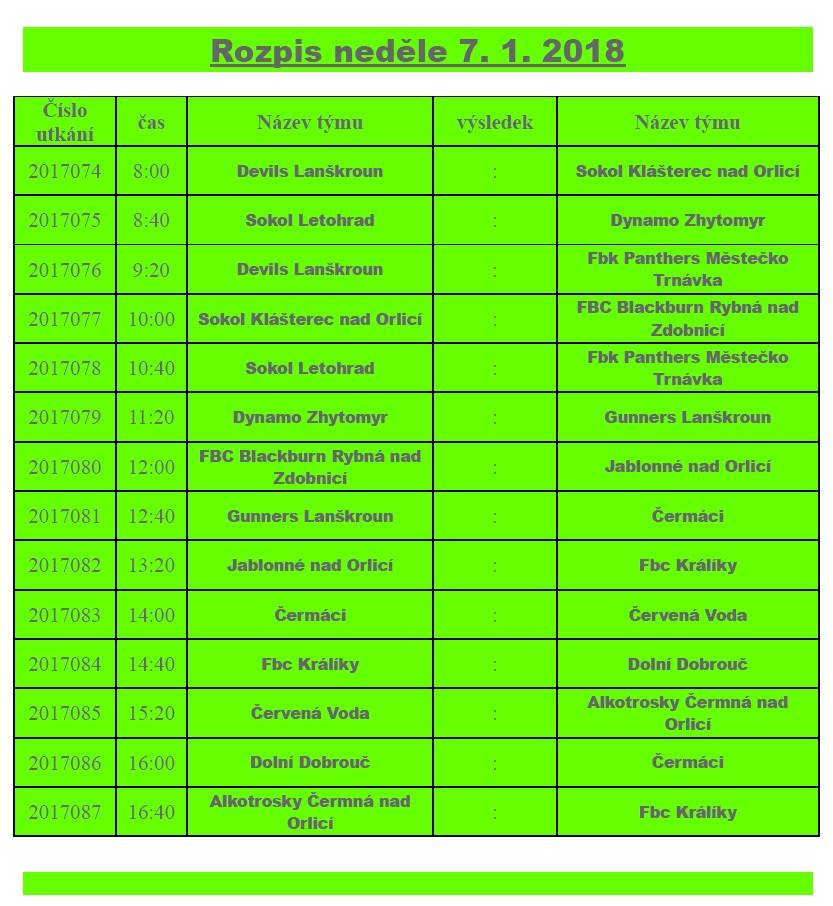 Rozpis neděle 7. 1. 2018
Číslo utkání čas Název týmu výsledek Název týmu
2017074 8:00 Devils Lanškroun : Sokol Klášterec nad Orlicí
2017075 8:40 Sokol Letohrad : Dynamo Zhytomyr
2017076 9:20 Devils Lanškroun : Fbk Panthers Městečko Trnávka
2017077 10:00 Sokol Klášterec nad Orlicí : FBC Blackburn Rybná nad Zdobnicí
2017078 10:40 Sokol Letohrad : Fbk Panthers Městečko Trnávka
2017079 11:20 Dynamo Zhytomyr : Gunners Lanškroun
2017080 12:00 FBC Blackburn Rybná nad Zdobnicí : Jablonné nad Orlicí
2017081 12:40 Gunners Lanškroun : Čermáci
2017082 13:20 Jablonné nad Orlicí : Fbc Králíky
2017083 14:00 Čermáci : Červená Voda
2017084 14:40 Fbc Králíky : Dolní Dobrouč
2017085 15:20 Červená Voda : Alkotrosky Čermná nad Orlicí
2017086 16:00 Dolní Dobrouč : Čermáci
2017087 16:40 Alkotrosky Čermná nad Orlicí : Fbc Králíky